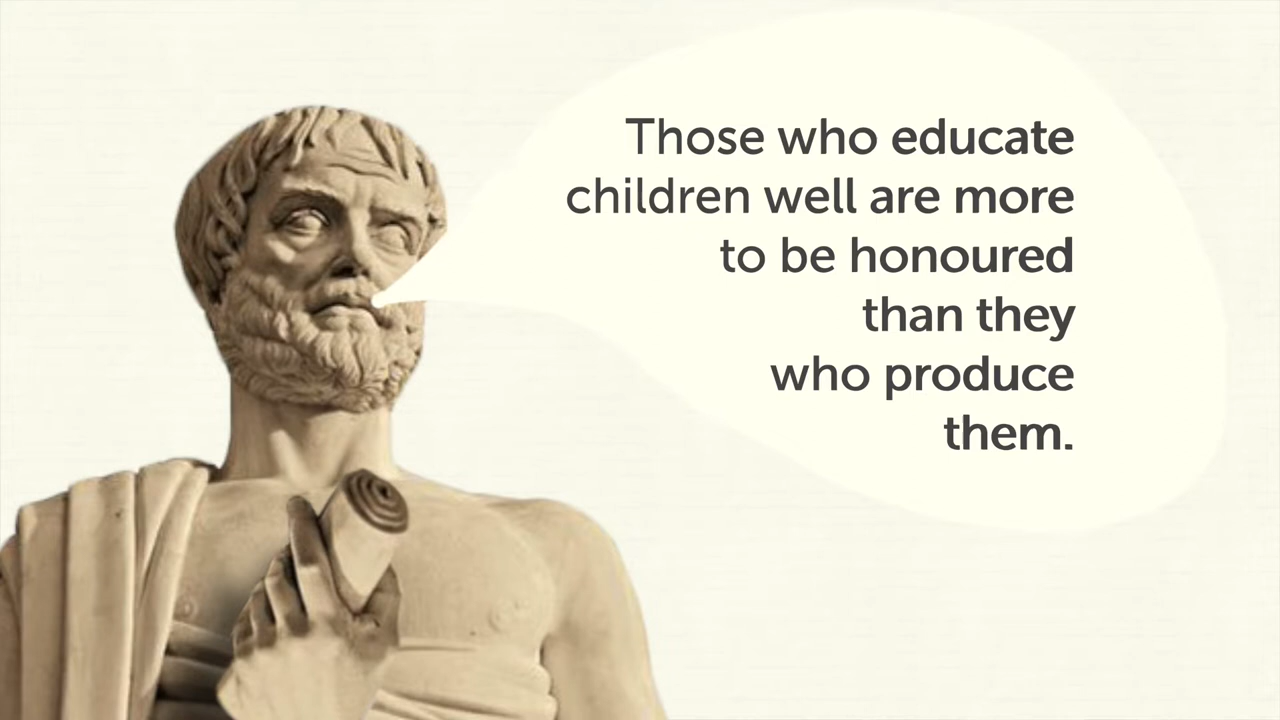 Those who educate
children well are more
to be honoured
than they
who produce
them.